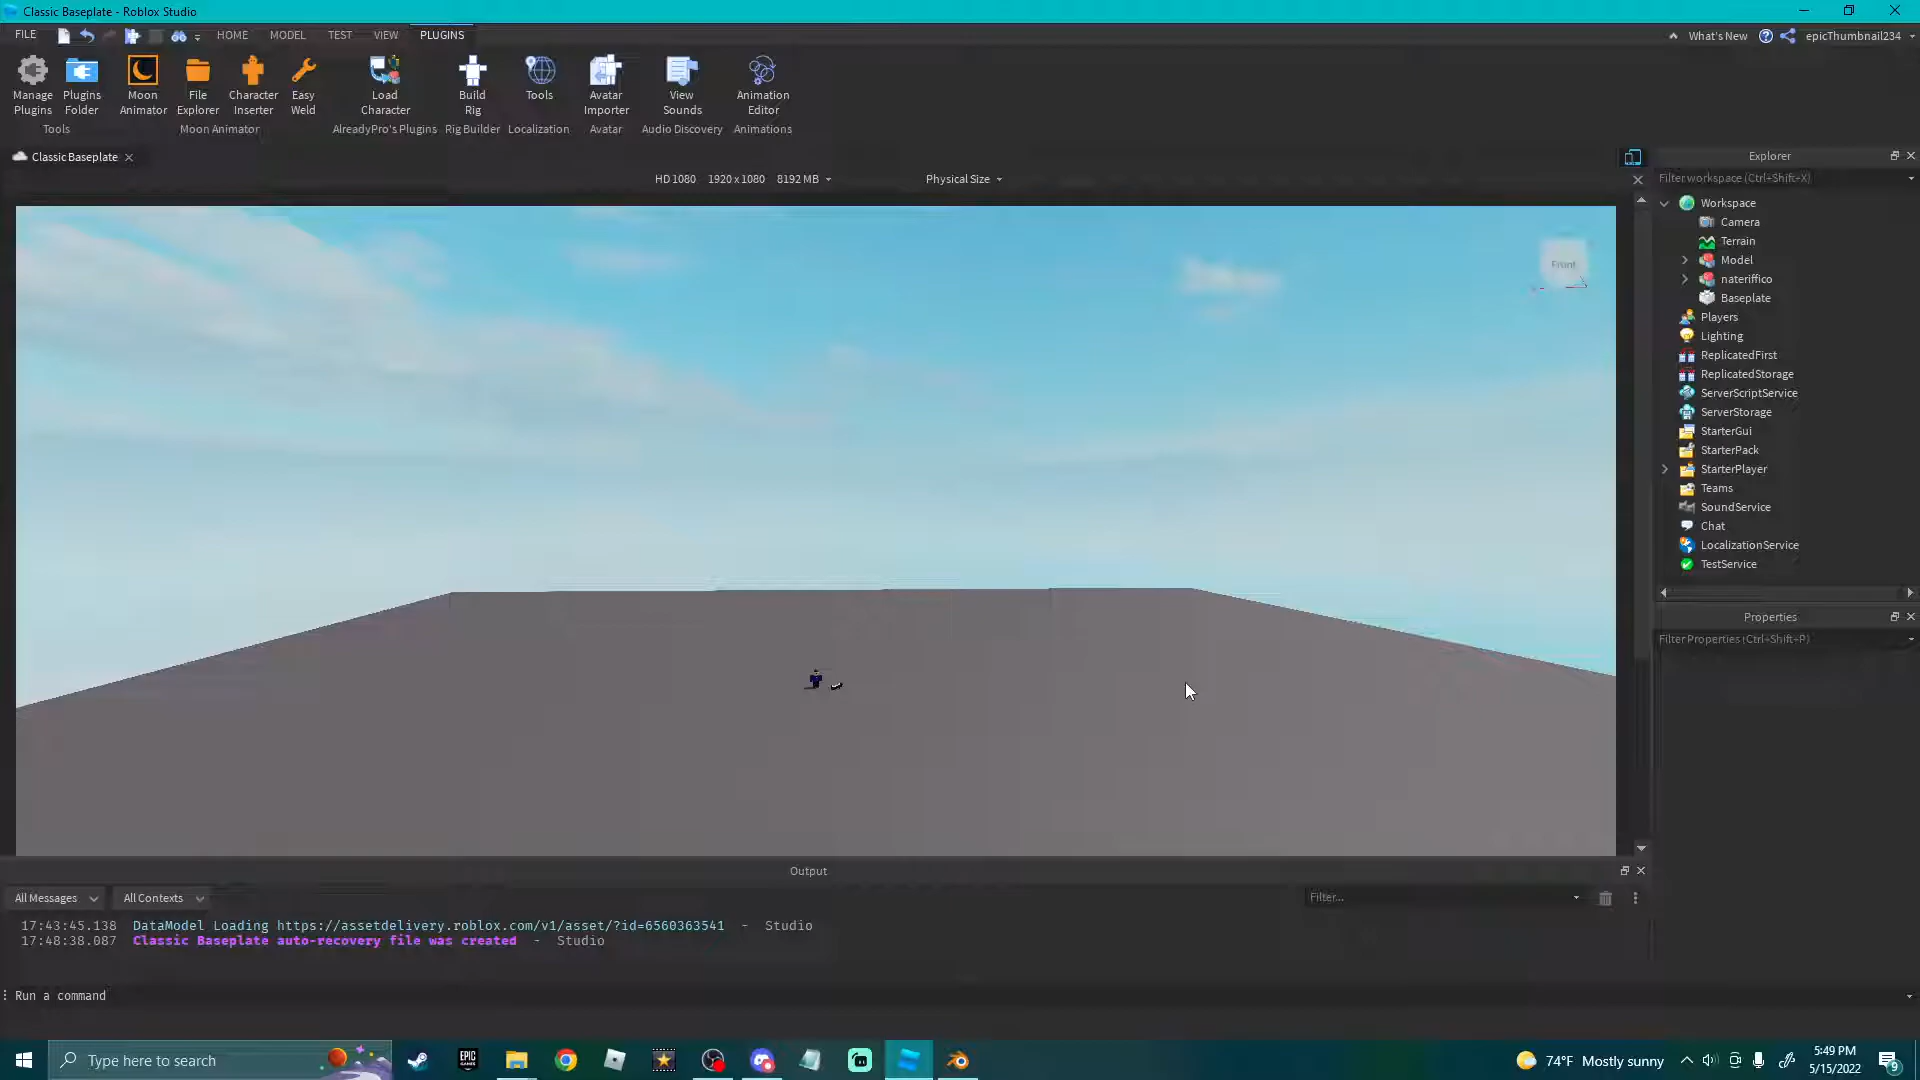 Classic Baseplate - Roblox Studio
FILE
HOME
MODEL
TEST
VIEW
PLUGINS
What's New
epicThumbnail234
Manage Plugins
Plugins Folder
Moon Animator
File Explorer
Character Inserter
Easy Weld
Load Character
Build Rig
Tools
Avatar Importer
View Sounds
Animation Editor
Tools
Moon Animator
AlreadyPro's Plugins
Rig Builder
Localization
Avatar
Audio Discovery
Animations
Classic Baseplate
HD 1080 1920 x 1080 8192 MB
Physical Size
Front
Explorer
Filter workspace (Ctrl+Shift+X)
Workspace
Camera
Terrain
Model
nateriffico
Baseplate
Players
Lighting
ReplicatedFirst
ReplicatedStorage
ServerScriptService
ServerStorage
StarterGui
StarterPack
StarterPlayer
Teams
SoundService
Chat
LocalizationService
TestService
Properties
Filter Properties (Ctrl+Shift+P)
Output
All Messages
All Contexts
Filter...
17:43:45.138 DataModel Loading https://assetdelivery.roblox.com/v1/asset/?id=6560363541 - Studio
17:48:38.087 Classic Baseplate auto-recovery file was created - Studio
Run a command
Type here to search
EPIC GAMES
74°F Mostly sunny
5:49 PM
5/15/2022
9